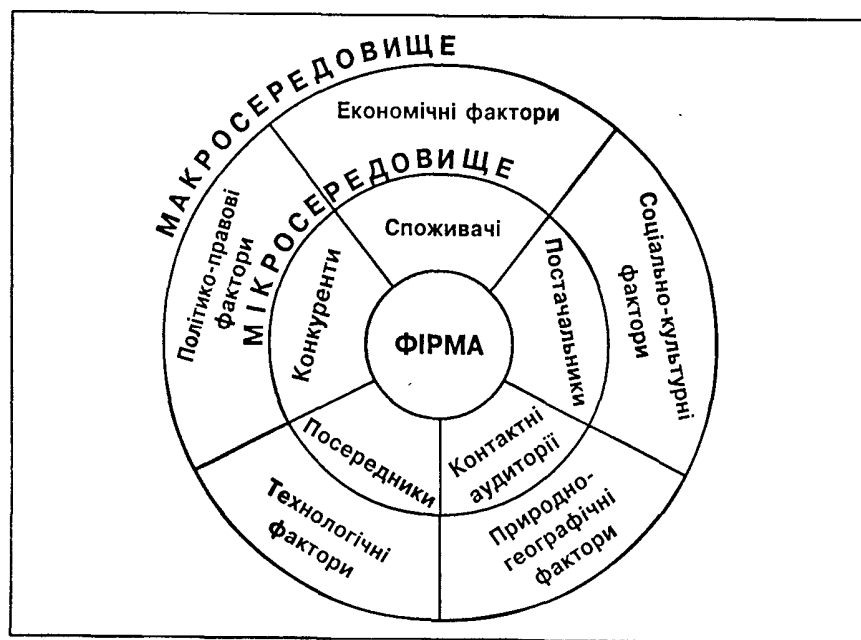 МАКРОСЕРЕДОВИЩЕ
Економічні фактори
МІКРОСЕРЕДОВИЩЕ
Споживачі
Політико-правові
фактори
Конкуренти
ФІРМА
Постачальники
Соціально-культурні
фактори
Посередники
Контактні
аудиторії
Технологічні
фактори
Природно-
географічні
фактори